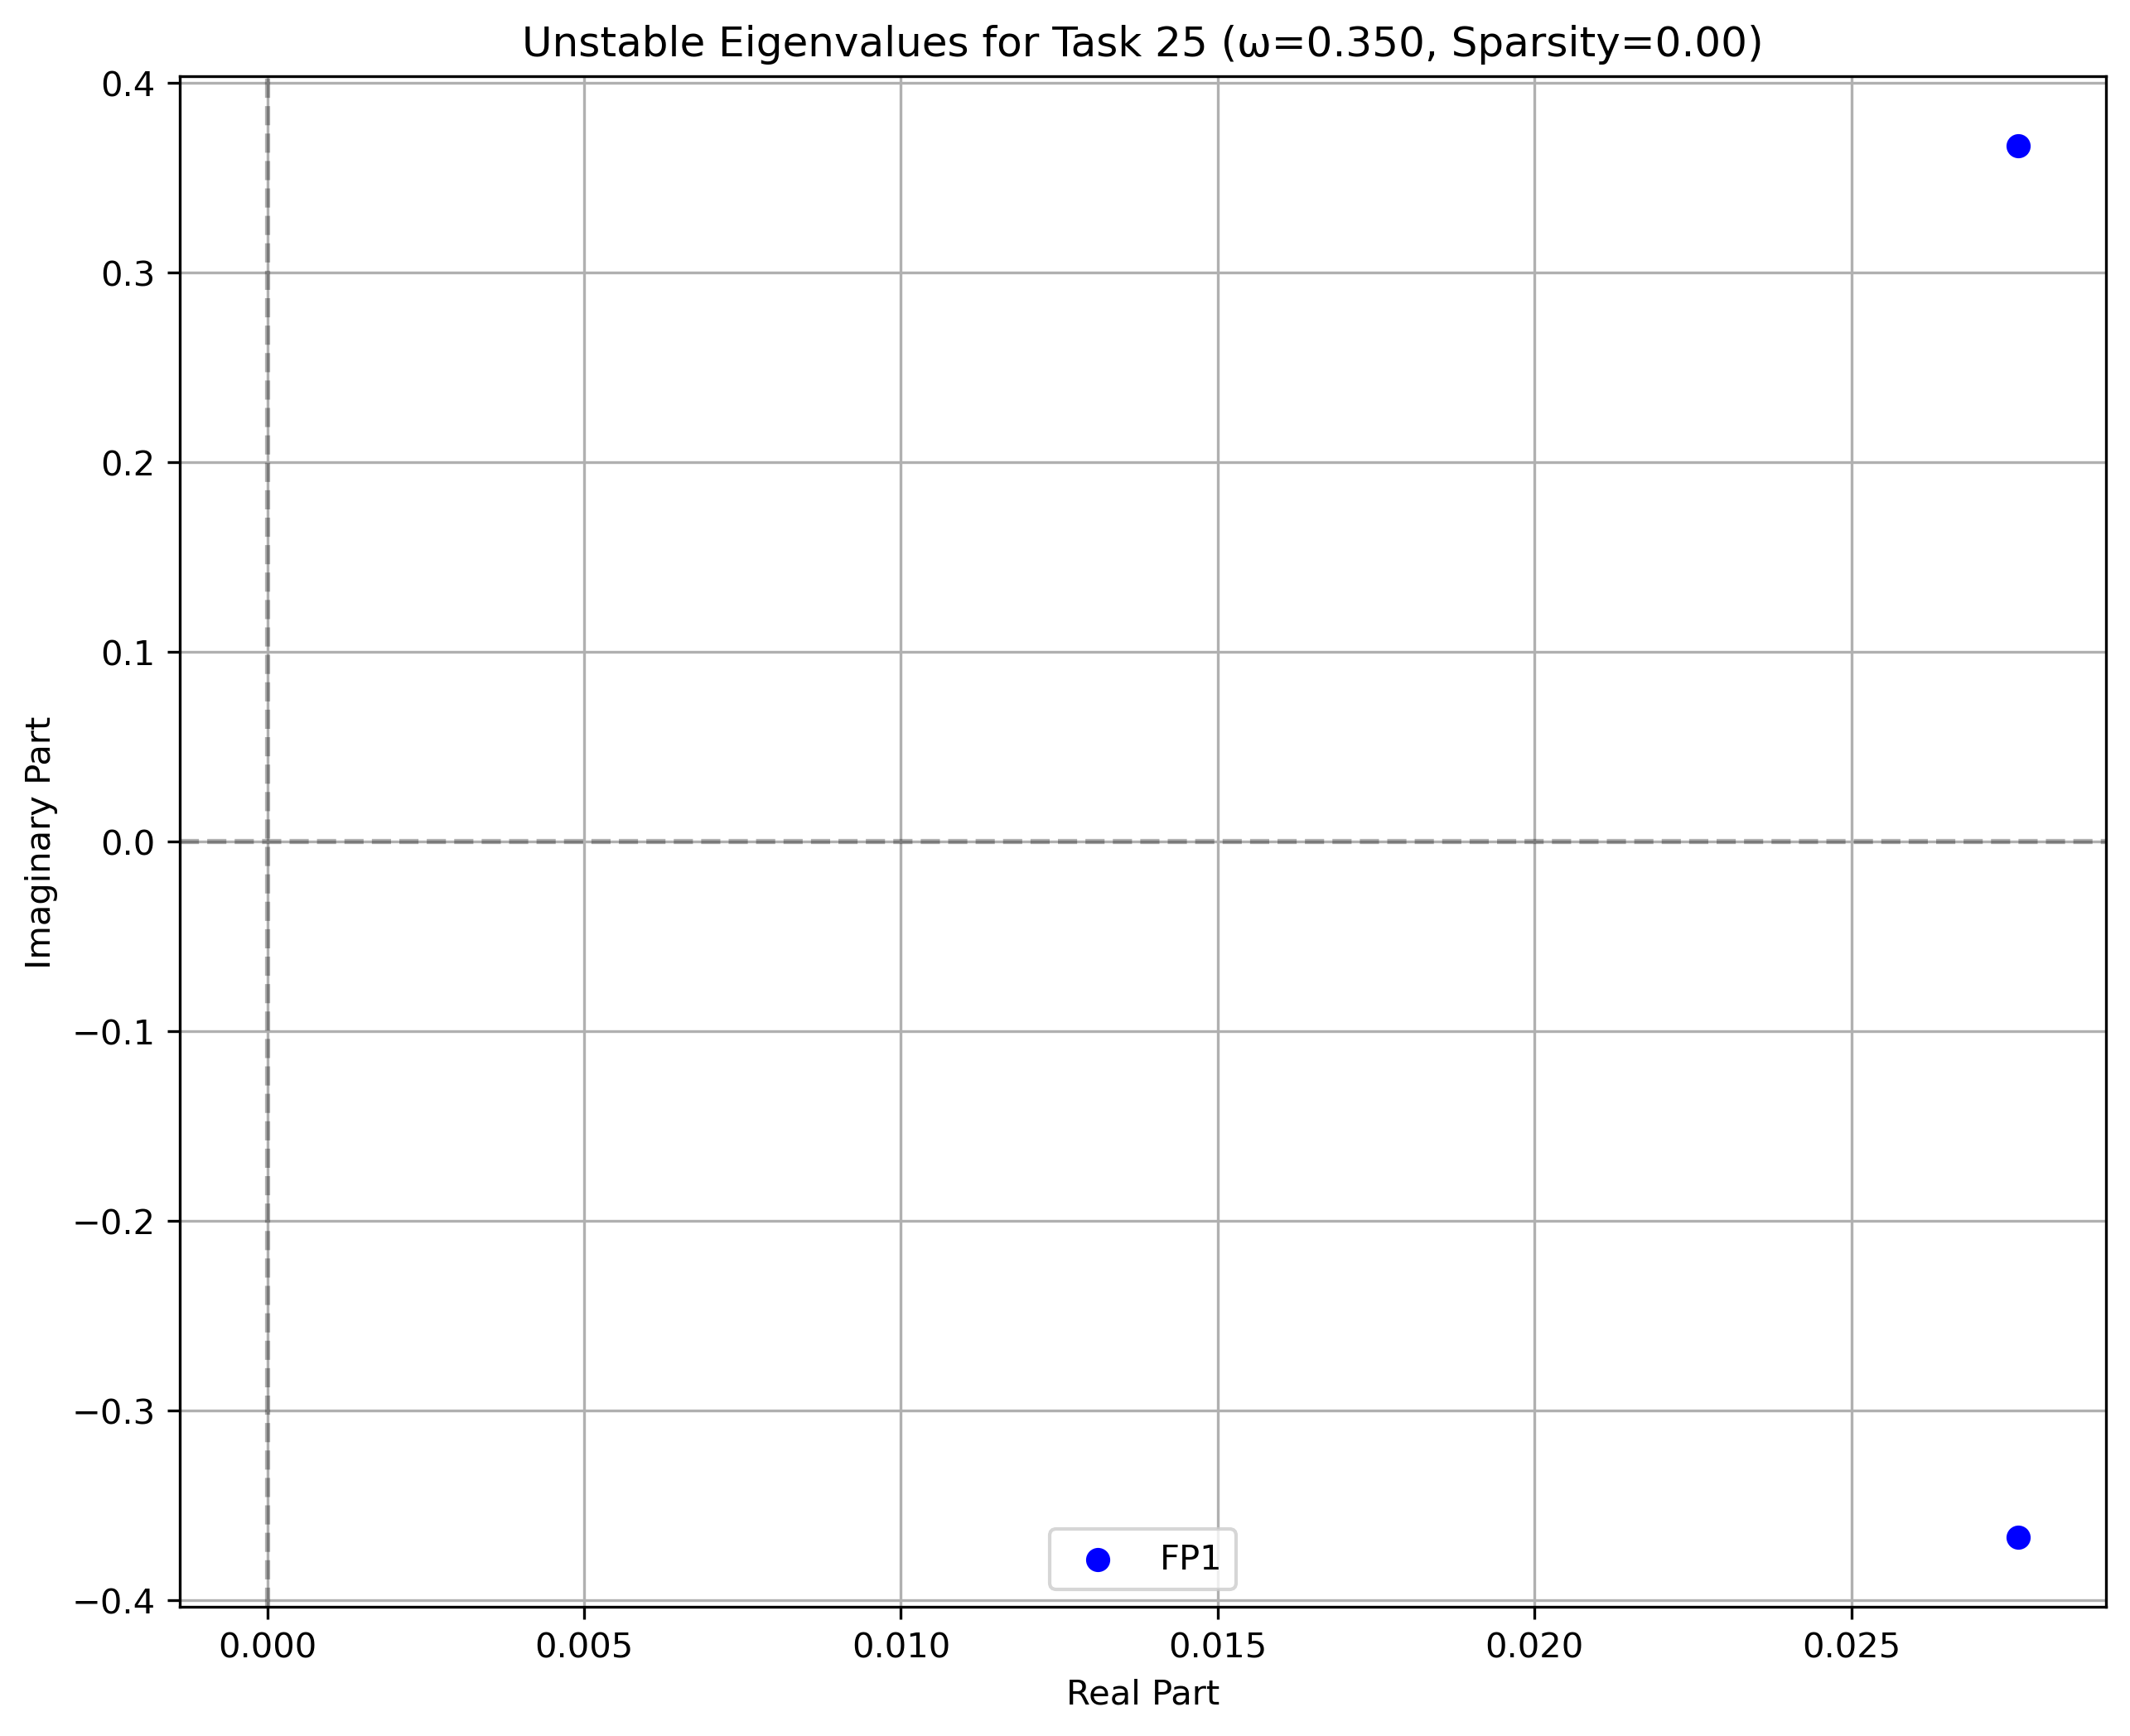 Unstable Eigenvalues for Task 25 (ω=0.350, Sparsity=0.00)
0.4
0.3
0.2
0.1
0.0
−0.1
−0.2
−0.3
−0.4
Imaginary Part
FP1
0.000 0.005 0.010 0.015 0.020 0.025
Real Part